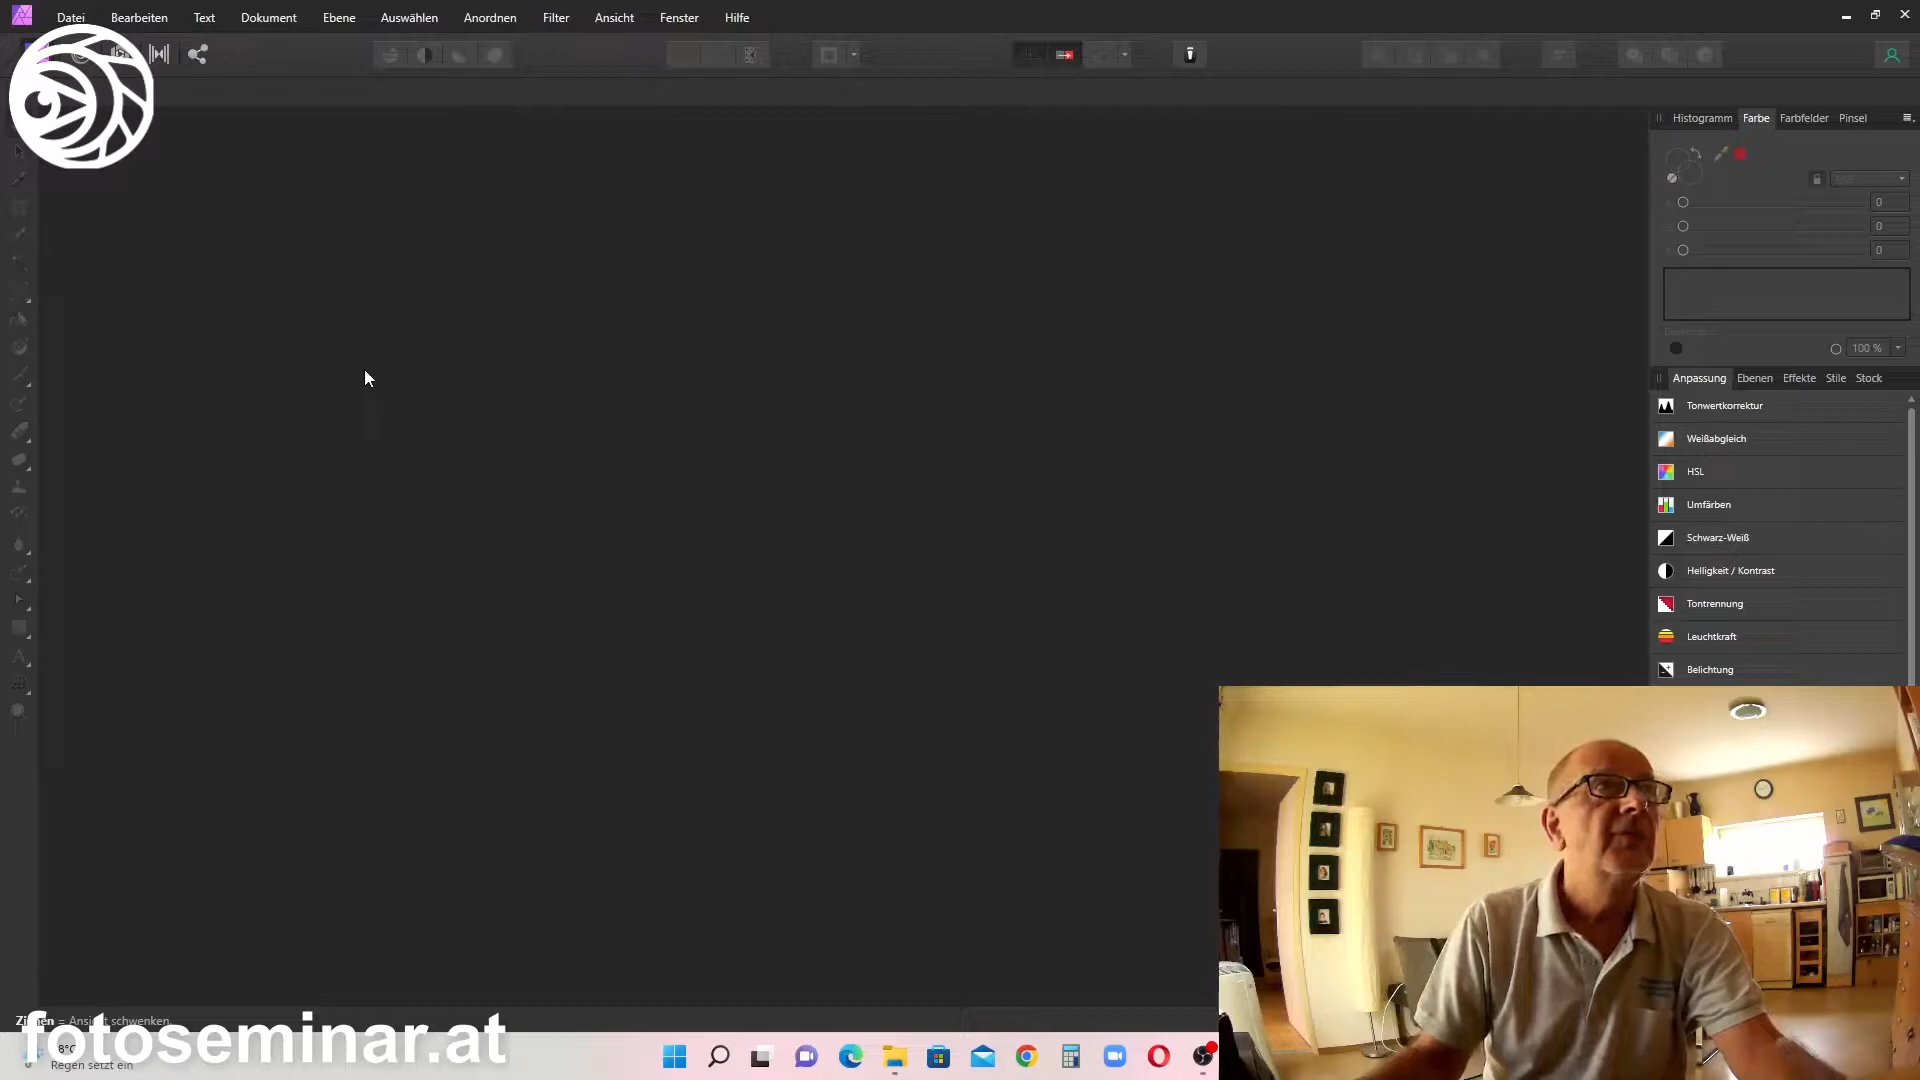 Datei Bearbeiten Text Dokument Ebene Auswählen Anordnen Filter Ansicht Fenster Hilfe
Histogramm Farbe Farbfelder Pinsel
0
0
0
100 %
Anpassung Ebenen Effekte Stile Stock
Tonwertkorrektur
Weißabgleich
HSL
Umfärben
Schwarz-Weiß
Helligkeit / Kontrast
Tontrennung
Leuchtkraft
Belichtung
= Ansicht schwenken.
fotoseminar.at
8°C
Regen setzt ein